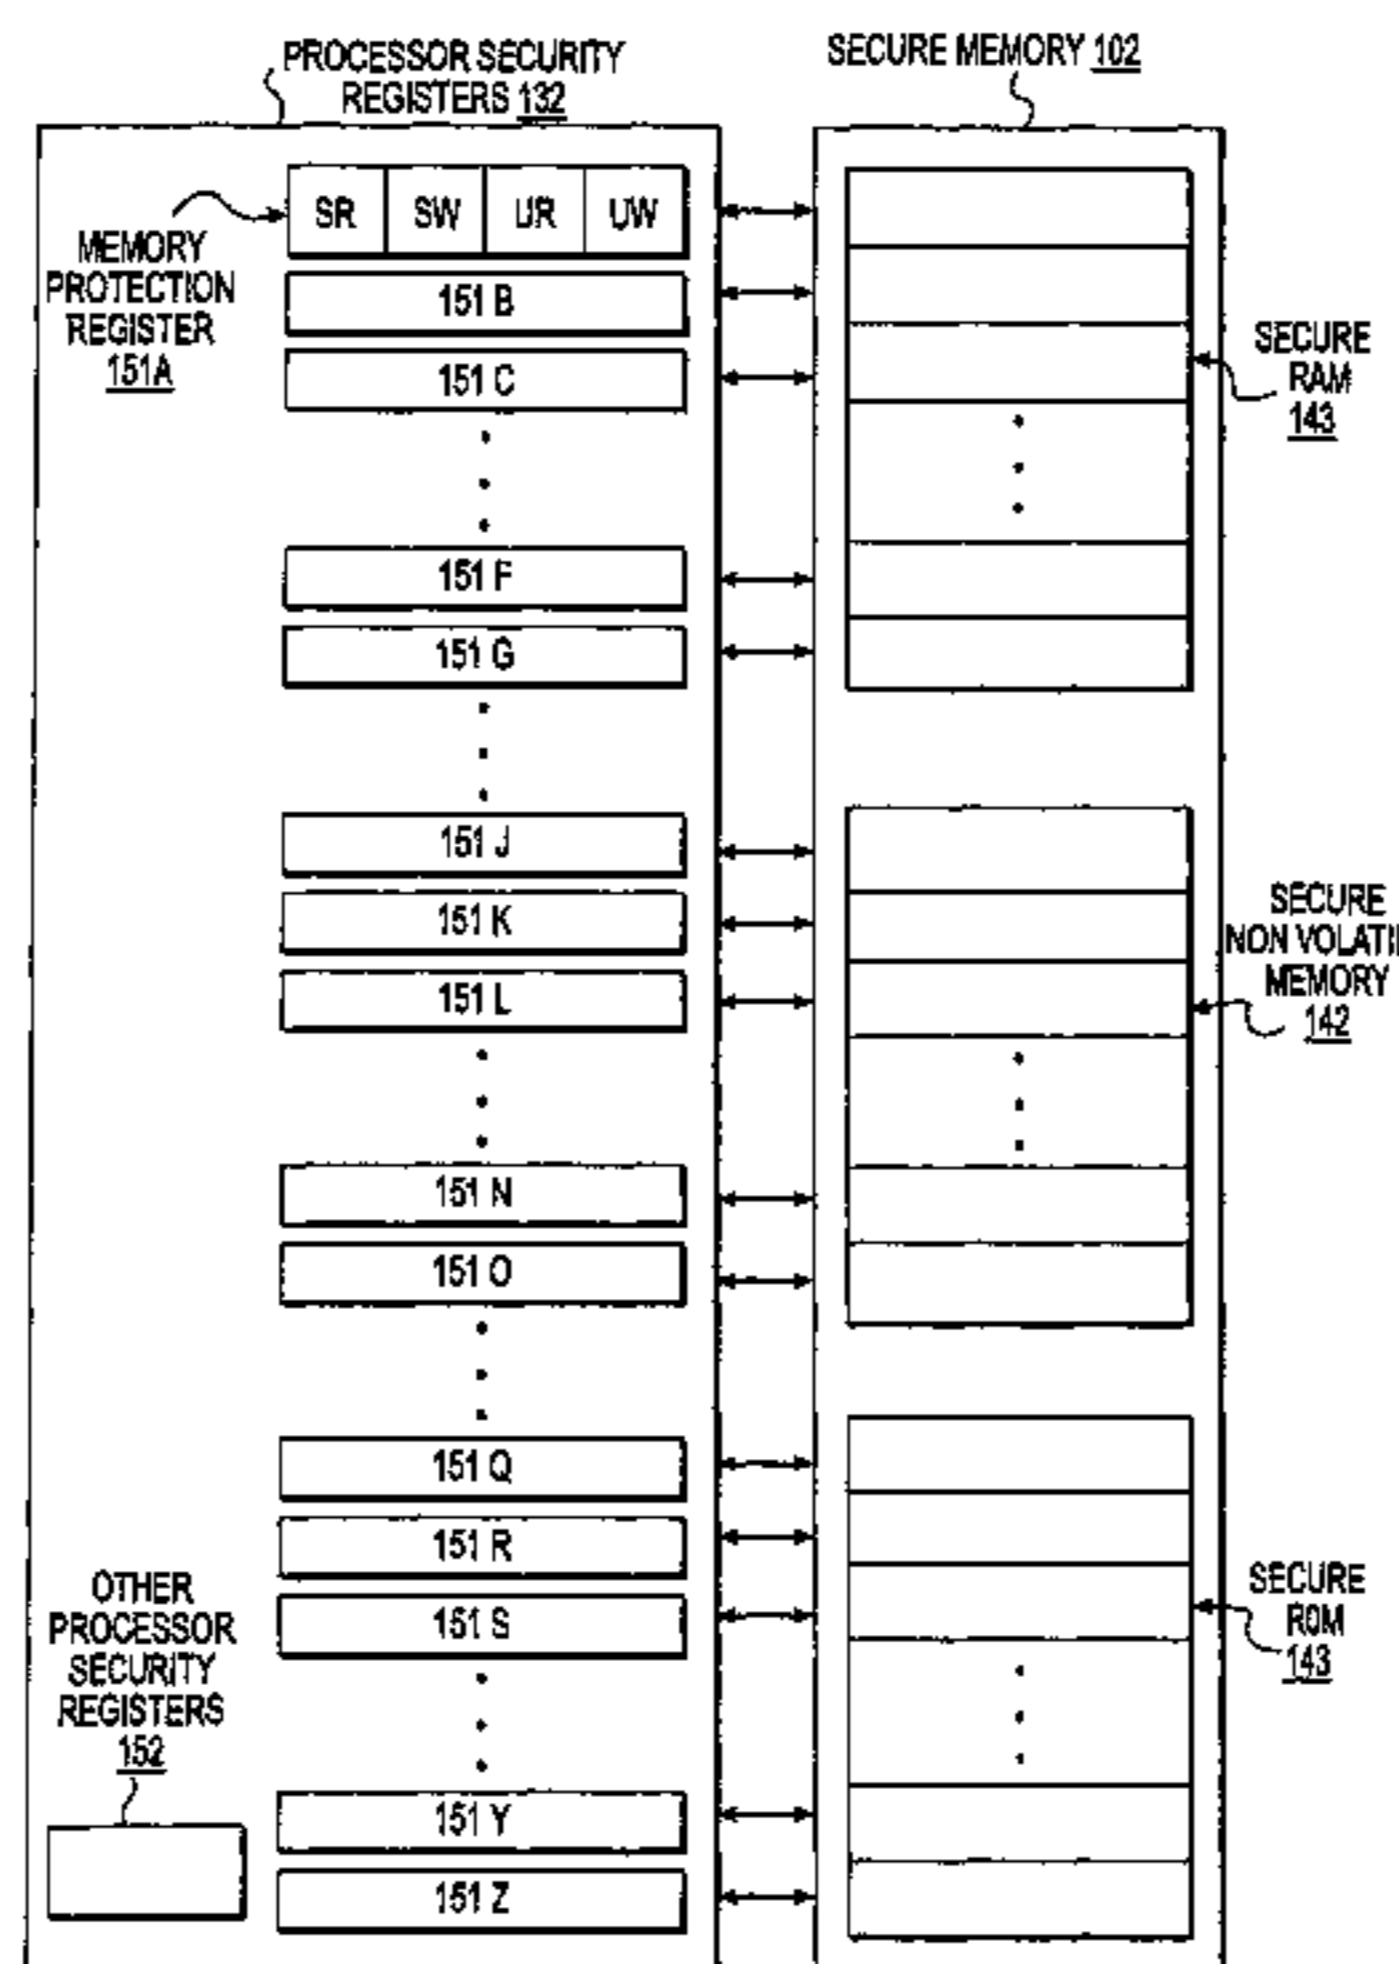 PROCESSOR SECURITY
REGISTERS 132
SECURE MEMORY 102
SR SW UR UW
MEMORY
PROTECTION
REGISTER
151A
151 B
151 C
151 F
151 G
151 J
151 K
151 L
151 N
151 O
151 Q
151 R
151 S
151 Y
151 Z
OTHER
PROCESSOR
SECURITY
REGISTERS
152
SECURE
RAM
143
SECURE
NON VOLATI
MEMORY
142
SECURE
ROM
143